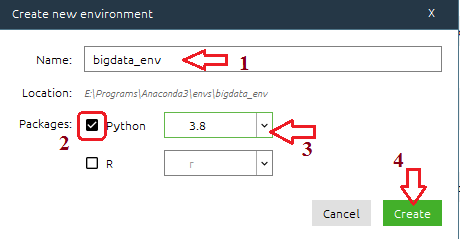 Create new environment X
Name: bigdata_env 1
Location: E:\Programs\Anaconda3\envs\bigdata_env
Packages: Python 3.8
2 3
R r
4
Cancel Create